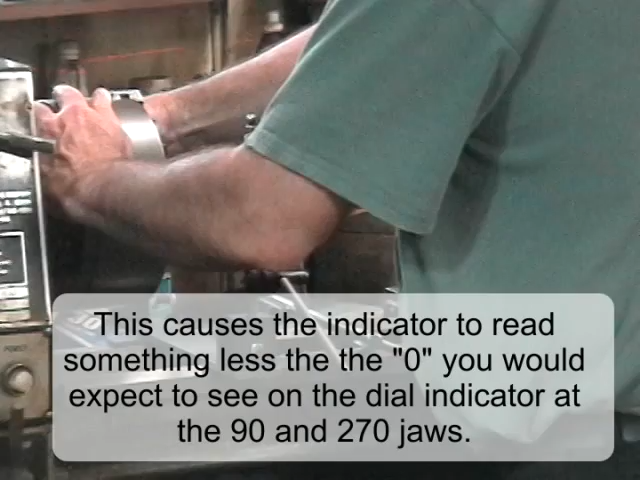 This causes the indicator to read
something less the the "0" you would
expect to see on the dial indicator at
the 90 and 270 jaws.
POWER